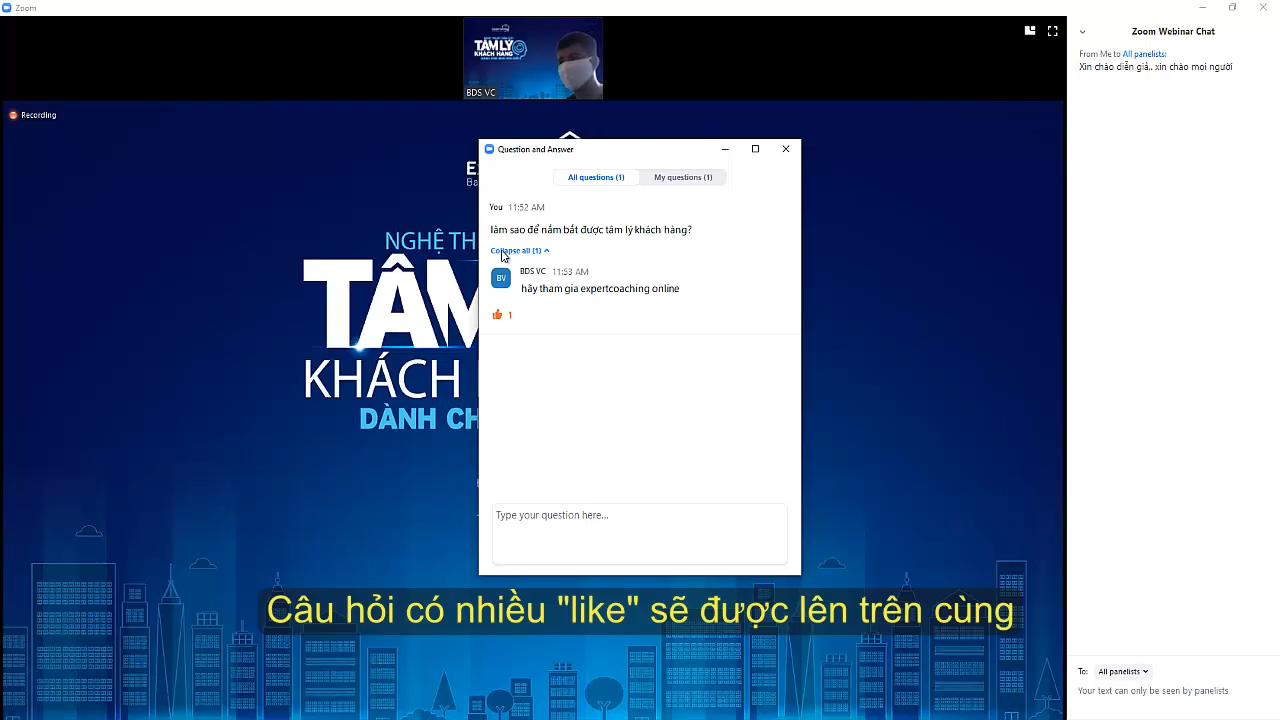 Zoom
TÂM LÝ
KHÁCH HÀNG
BDS VC
Recording
Zoom Webinar Chat
From Me to All panelists:
Xin chào diễn giả,. xin chào mọi người
Question and Answer
All questions (1) My questions (1)
You 11:52 AM
làm sao để nắm bắt được tâm lý khách hàng?
Collapse all (1)
BV BDS VC 11:53 AM
hãy tham gia expertcoaching online
1
Type your question here...
NGHỆ TH
TÂM
KHÁCH
DÀNH CH
Câu hỏi có nhiều "like" sẽ được lên trên cùng
To: All panelists
Your text can only be seen by panelists